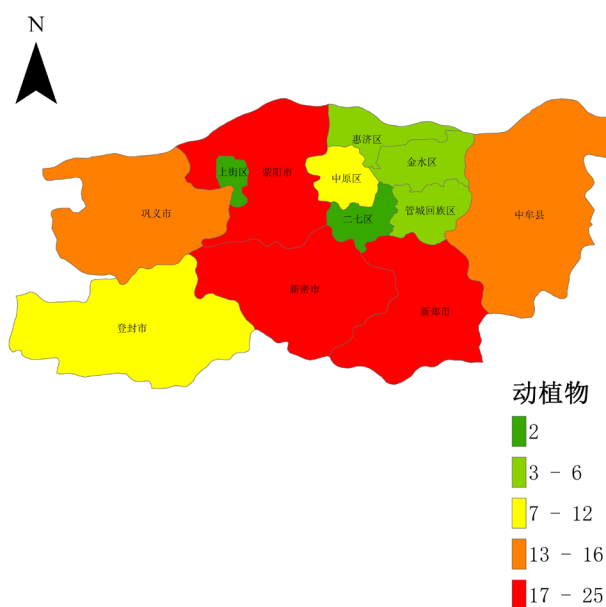 N
惠济区
金水区
上街区
荥阳市
中原区
巩义市
二七区
管城回族区
中牟县
新密市
新郑市
登封市
动植物
2
3 - 6
7 - 12
13 - 16
17 - 25